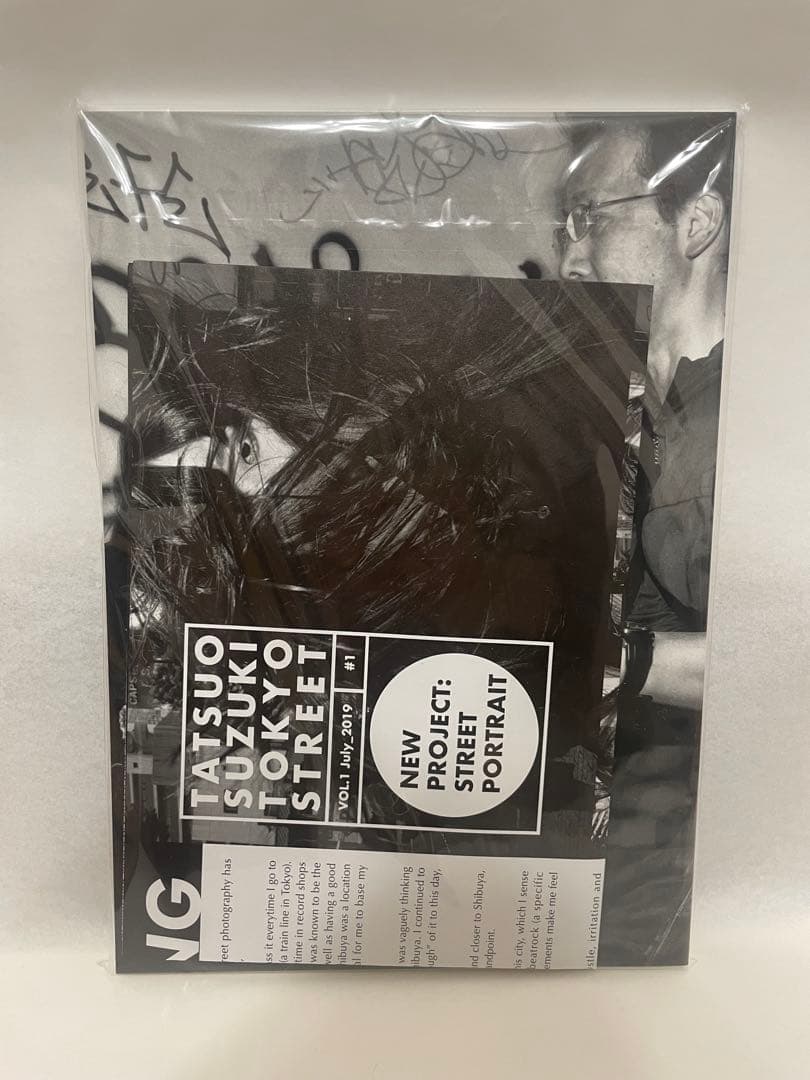 TATSUO
SUZUKI
TOKYO
STREET
VOL.1 July_2019
#1
NEW
PROJECT:
STREET
PORTRAIT
NG
reet photography has
ss it everytime I go to
(a train line in Tokyo).
time in record shops
was known to be the
well as having a good
hibuya was a location
al for me to base my
was vaguely thinking
hibuya. I continued to
ugh" of it to this day,
nd closer to Shibuya,
ndpoint.
is city, which I sense
beatrock (a specific
ements make me feel
stle, irritation and